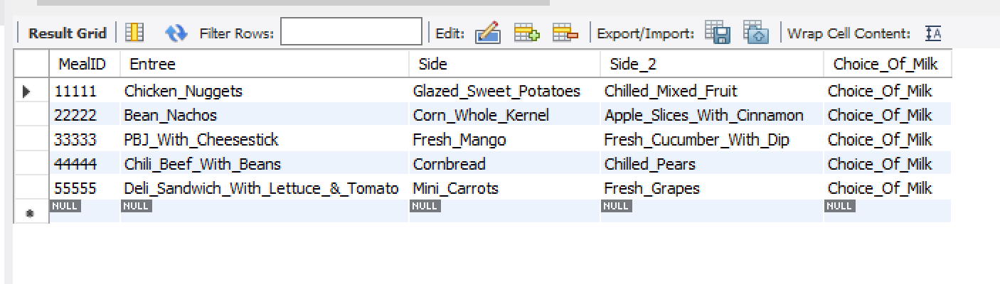 Result Grid Filter Rows: Edit: Export/Import: Wrap Cell Content: IA
MealID Entree Side Side_2 Choice_Of_Milk
11111 Chicken_Nuggets Glazed_Sweet_Potatoes Chilled_Mixed_Fruit Choice_Of_Milk
22222 Bean_Nachos Corn_Whole_Kernel Apple_Slices_With_Cinnamon Choice_Of_Milk
33333 PBJ_With_Cheesestick Fresh_Mango Fresh_Cucumber_With_Dip Choice_Of_Milk
44444 Chili_Beef_With_Beans Cornbread Chilled_Pears Choice_Of_Milk
55555 Deli_Sandwich_With_Lettuce_&_Tomato Mini_Carrots Fresh_Grapes Choice_Of_Milk
NULL NULL NULL NULL NULL